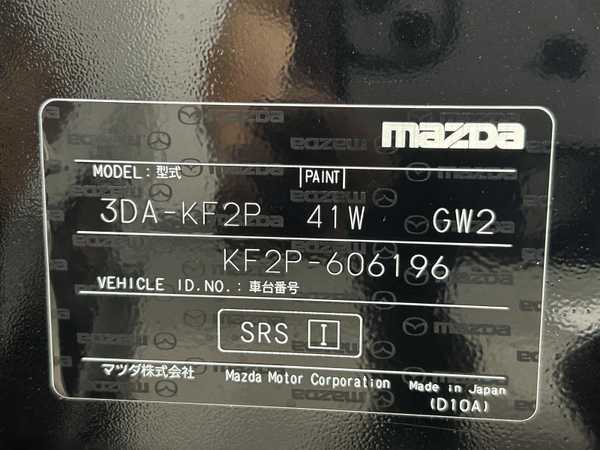 mazda
MODEL:型式 PAINT
3DA-KF2P 41W GW2
KF2P-606196
VEHICLE ID.NO.:車台番号
SRS I
マツダ株式会社 Mazda Motor Corporation Made in Japan
(D10A)